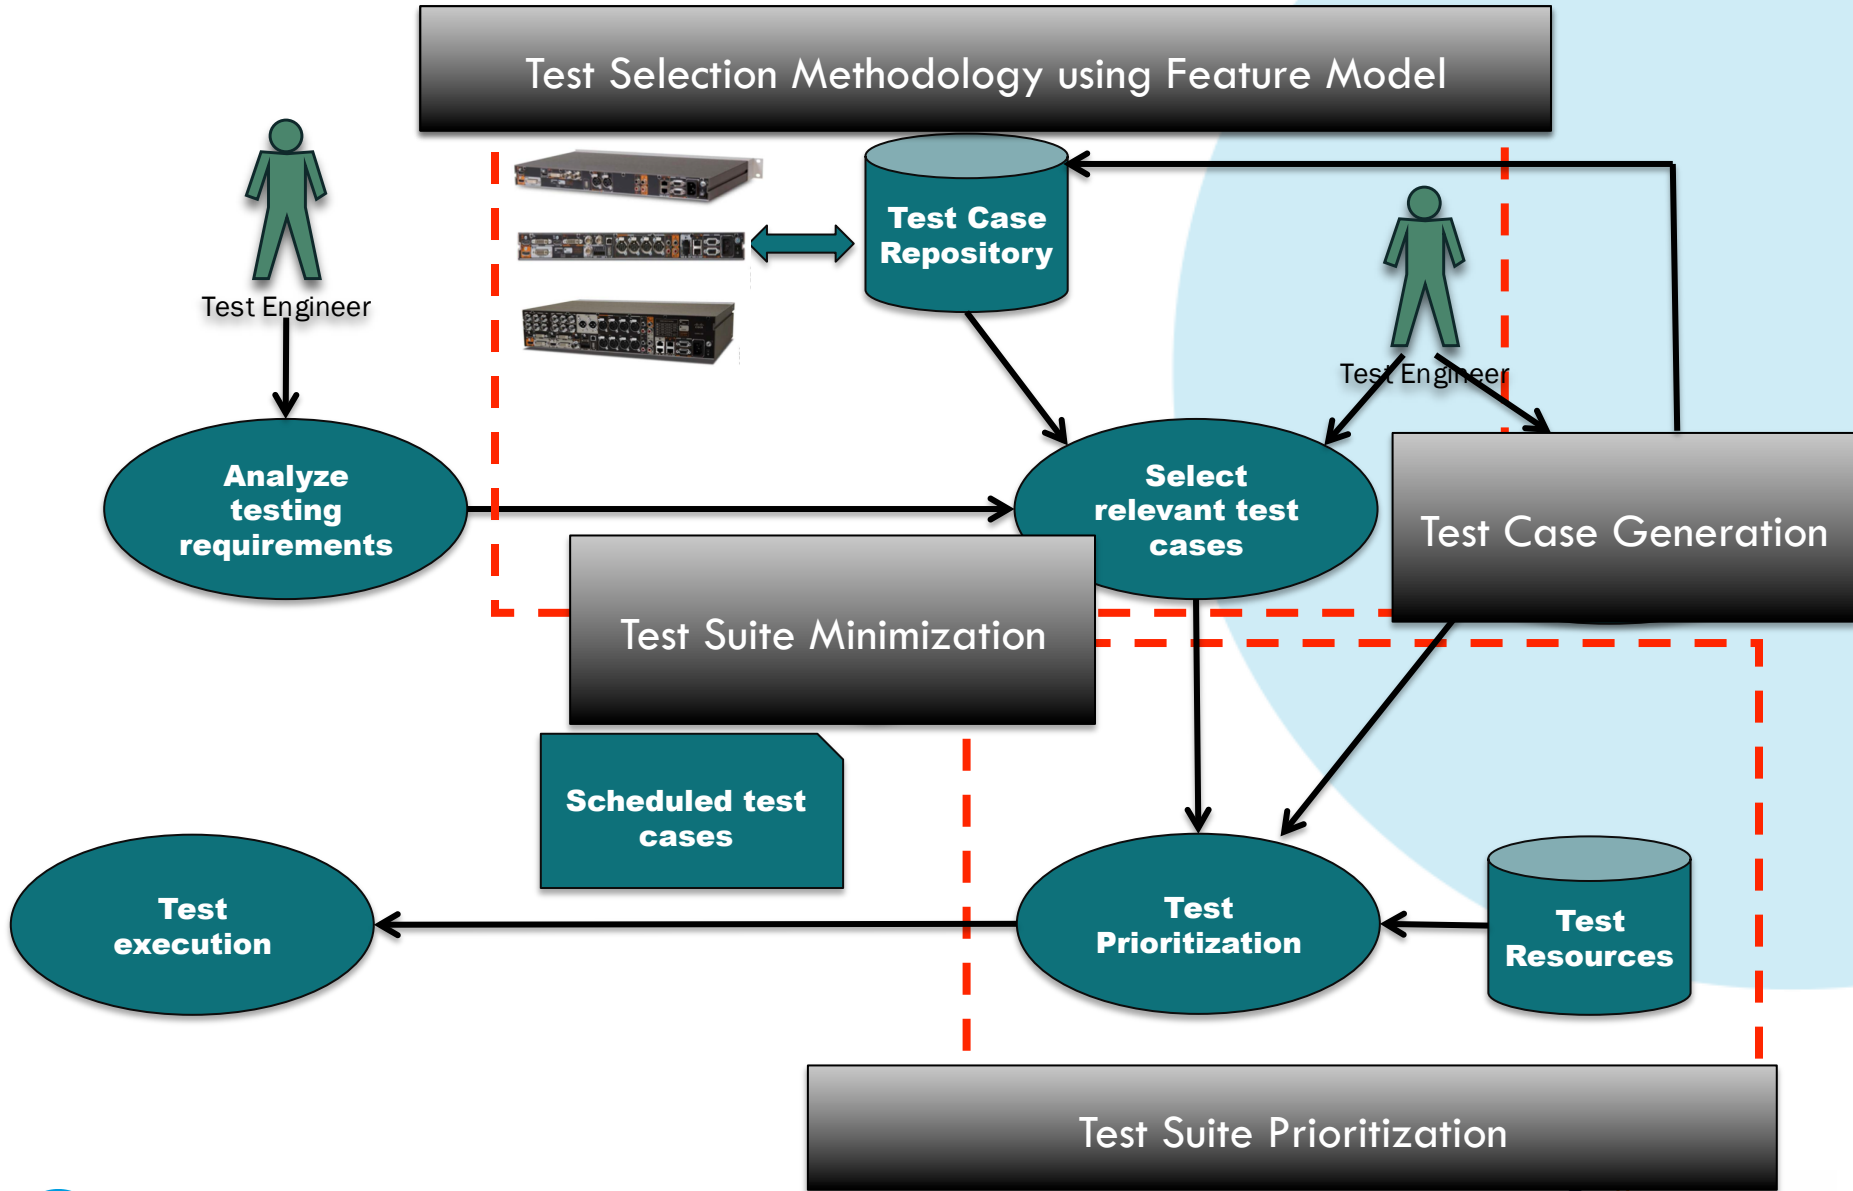 Test Selection Methodology using Feature Model
Test Case
Repository
Test Engineer
Test Engineer
Analyze
testing
requirements
Select
relevant test
cases
Test Case Generation
Test Suite Minimization
Scheduled test
cases
Test
execution
Test
Prioritization
Test
Resources
Test Suite Prioritization